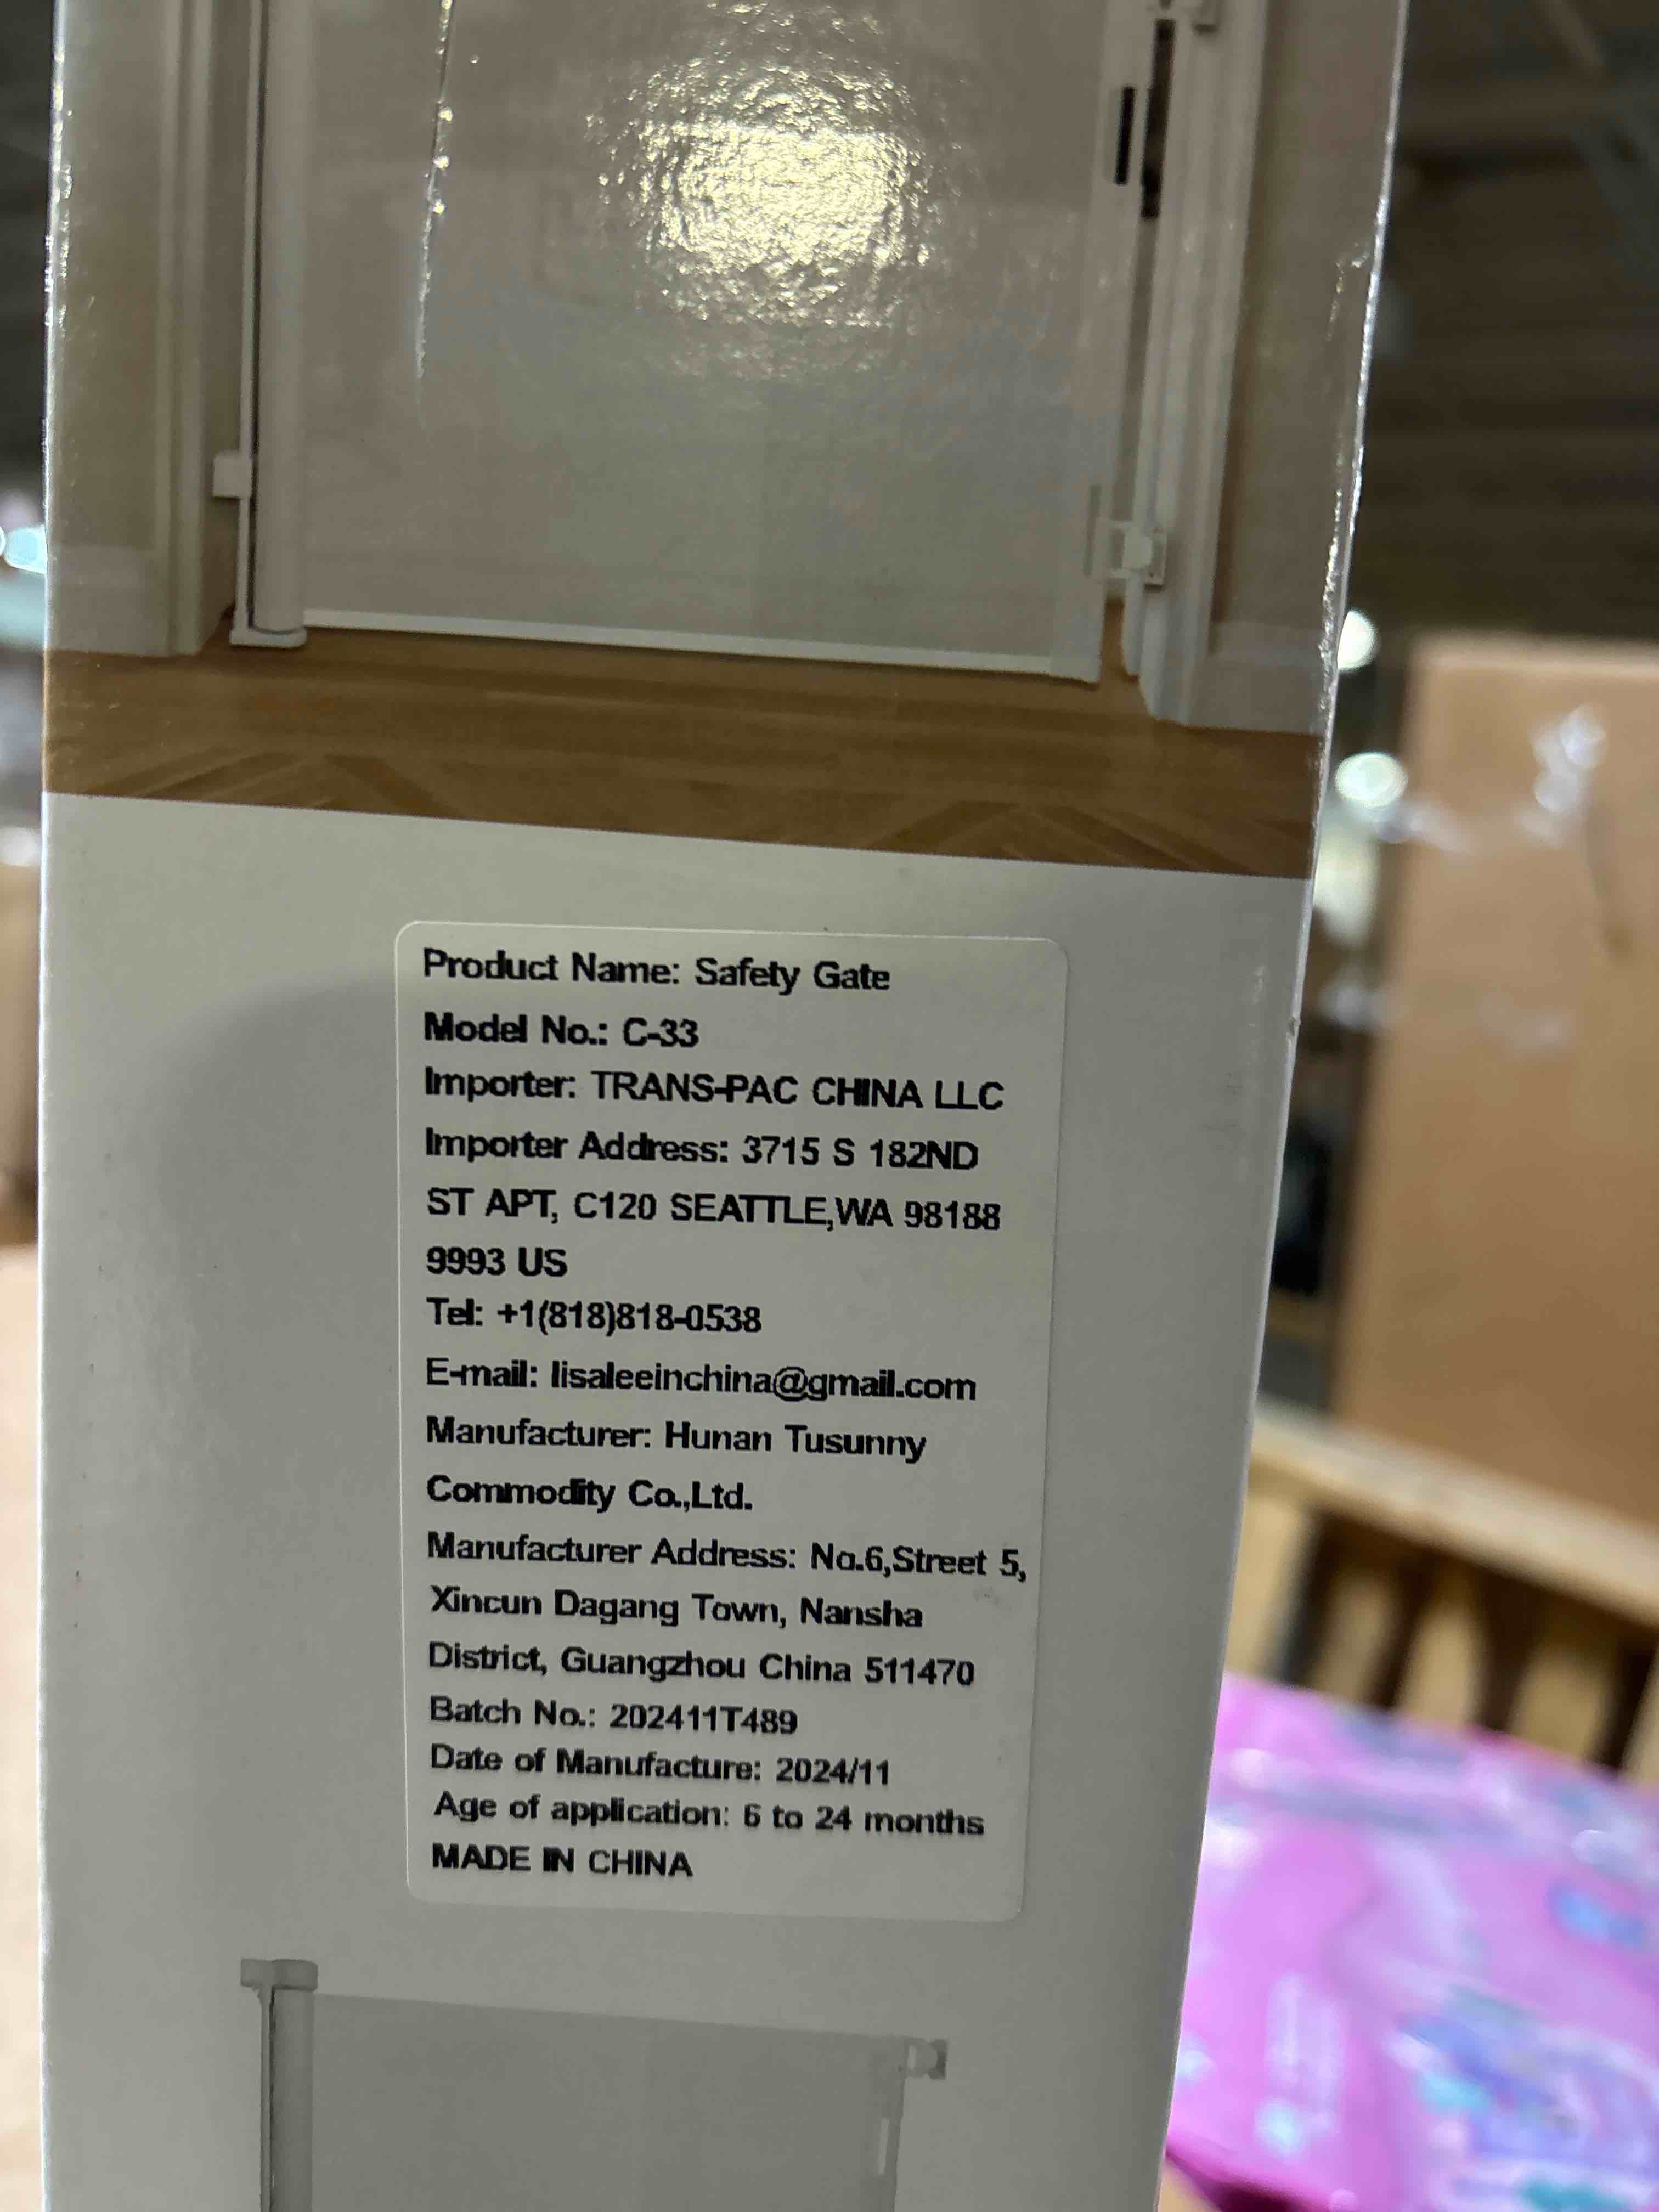 Product Name: Safety Gate
Model No.: C-33
Importer: TRANS-PAC CHINA LLC
Importer Address: 3715 S 182ND
ST APT, C120 SEATTLE,WA 98188
9993 US
Tel: +1(818)818-0538
E-mail: lisaleeinchina@gmail.com
Manufacturer: Hunan Tusunny
Commodity Co.,Ltd.
Manufacturer Address: No.6,Street 5,
Xincun Dagang Town, Nansha
District, Guangzhou China 511470
Batch No.: 202411T489
Date of Manufacture: 2024/11
Age of application: 6 to 24 months
MADE IN CHINA